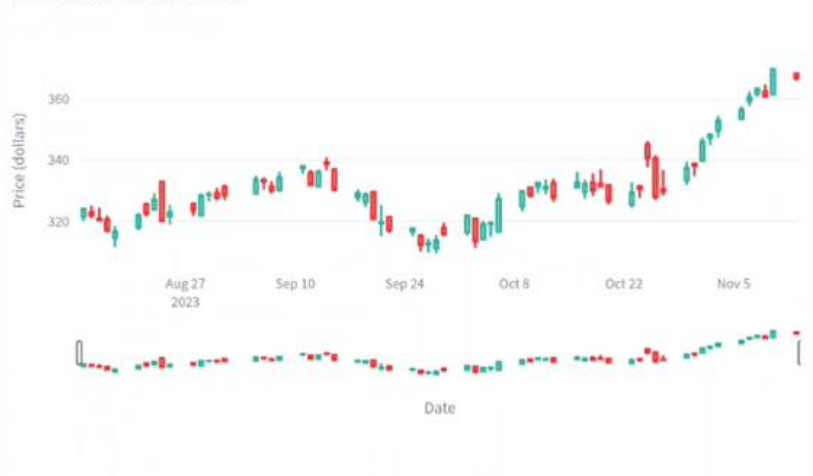 360
340
320
Price (dollars)
Aug 27
2023
Sep 10
Sep 24
Oct 8
Oct 22
Nov 5
Date